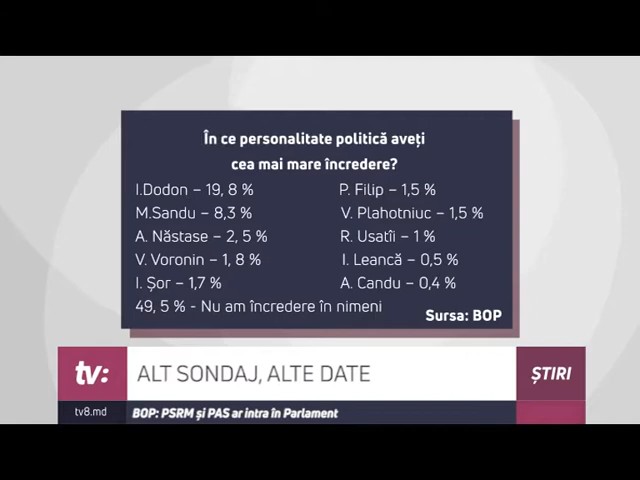 În ce personalitate politică aveți
cea mai mare încredere?
I.Dodon – 19, 8 %
M.Sandu – 8,3 %
A. Năstase – 2, 5 %
V. Voronin – 1, 8 %
I. Șor – 1,7 %
P. Filip – 1,5 %
V. Plahotniuc – 1,5 %
R. Usatîi – 1 %
I. Leancă – 0,5 %
A. Candu – 0,4 %
49, 5 % - Nu am încredere în nimeni
Sursa: BOP
tv:
ALT SONDAJ, ALTE DATE
ȘTIRI
tv8.md
BOP: PSRM și PAS ar intra în Parlament